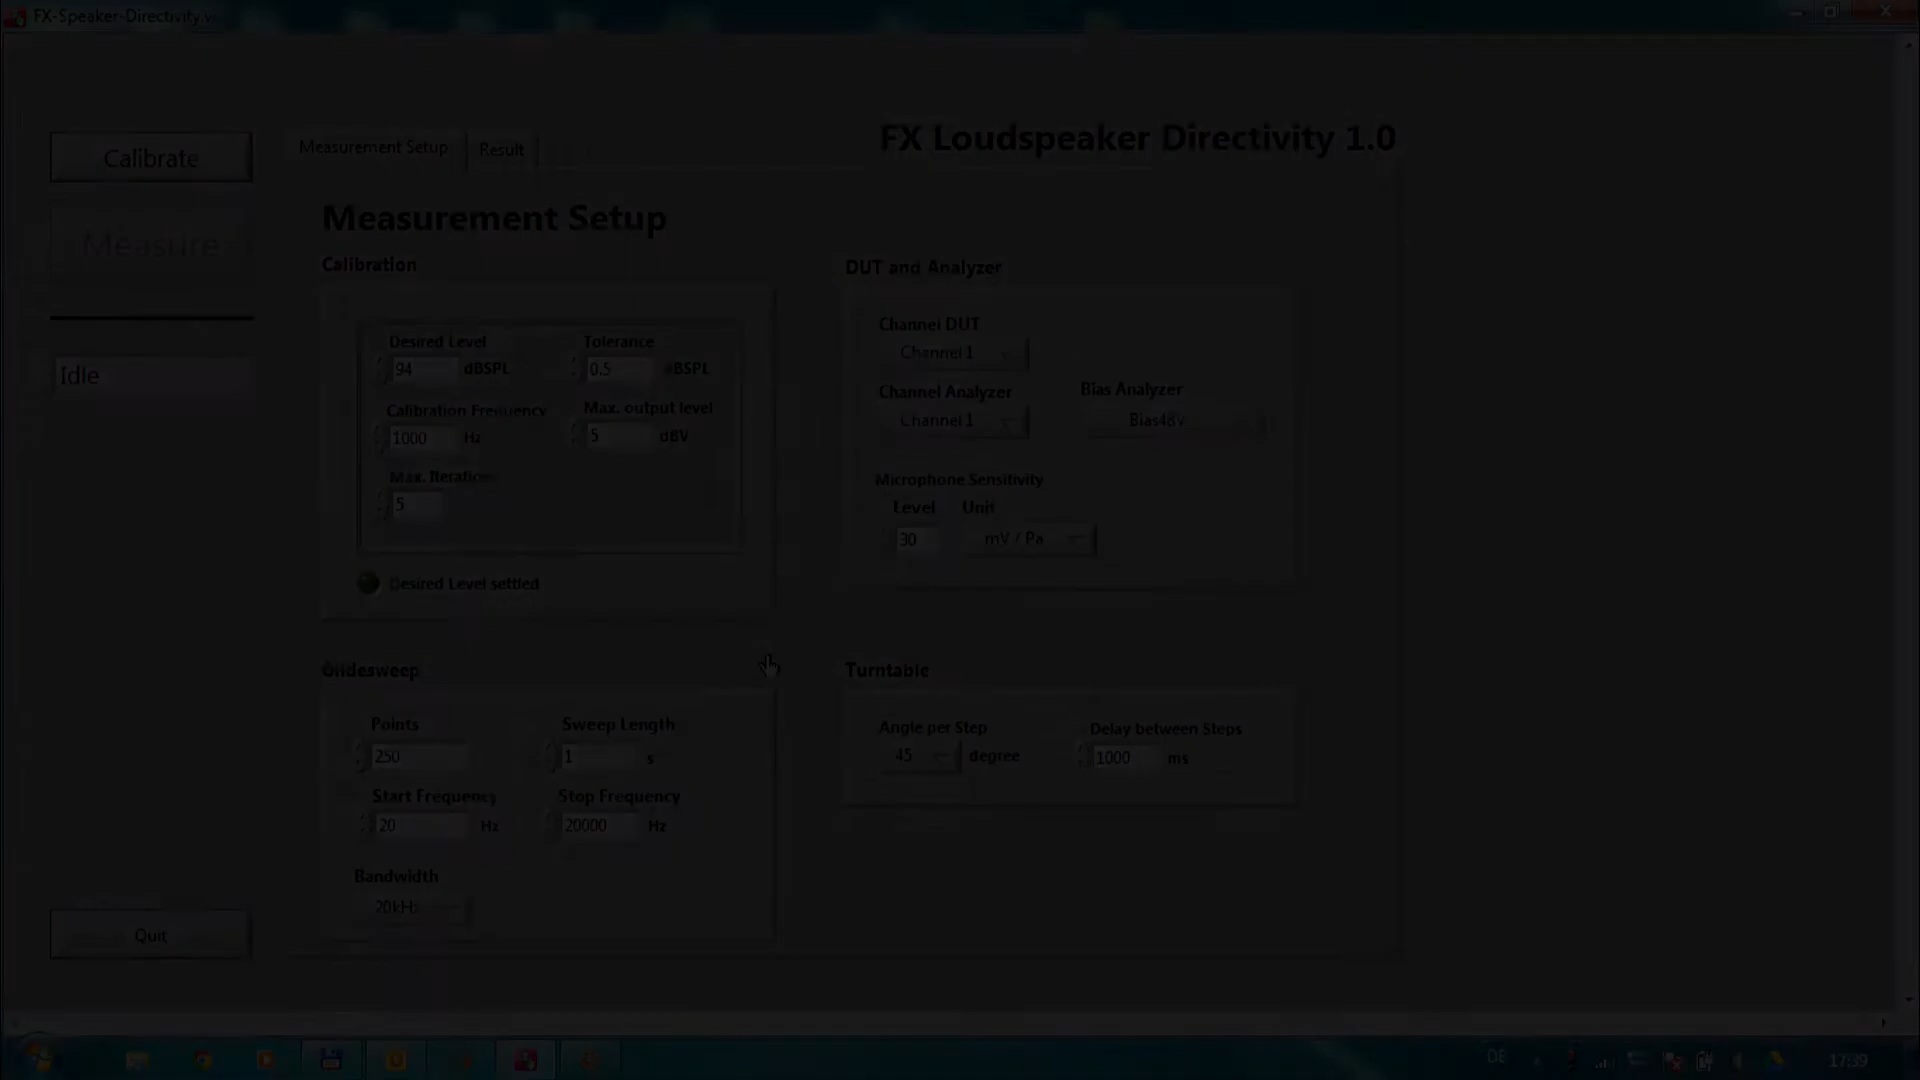 FX-Speaker-Directivity.vi
FX Loudspeaker Directivity 1.0
Calibrate
Measure
Idle
Quit
Measurement Setup
Result
Measurement Setup
Calibration
Desired Level
94 dBSPL
Tolerance
0.5 dBSPL
Calibration Frequency
1000 Hz
Max. output level
5 dBV
Max. Iterations
5
Desired Level settled
DUT and Analyzer
Channel DUT
Channel 1
Channel Analyzer
Channel 1
Bias Analyzer
Bias48V
Microphone Sensitivity
Level Unit
30 mV / Pa
Glidesweep
Points
250
Sweep Length
1 s
Start Frequency
20 Hz
Stop Frequency
20000 Hz
Bandwidth
20kHz
Turntable
Angle per Step
45 degree
Delay between Steps
1000 ms
DE
17:39